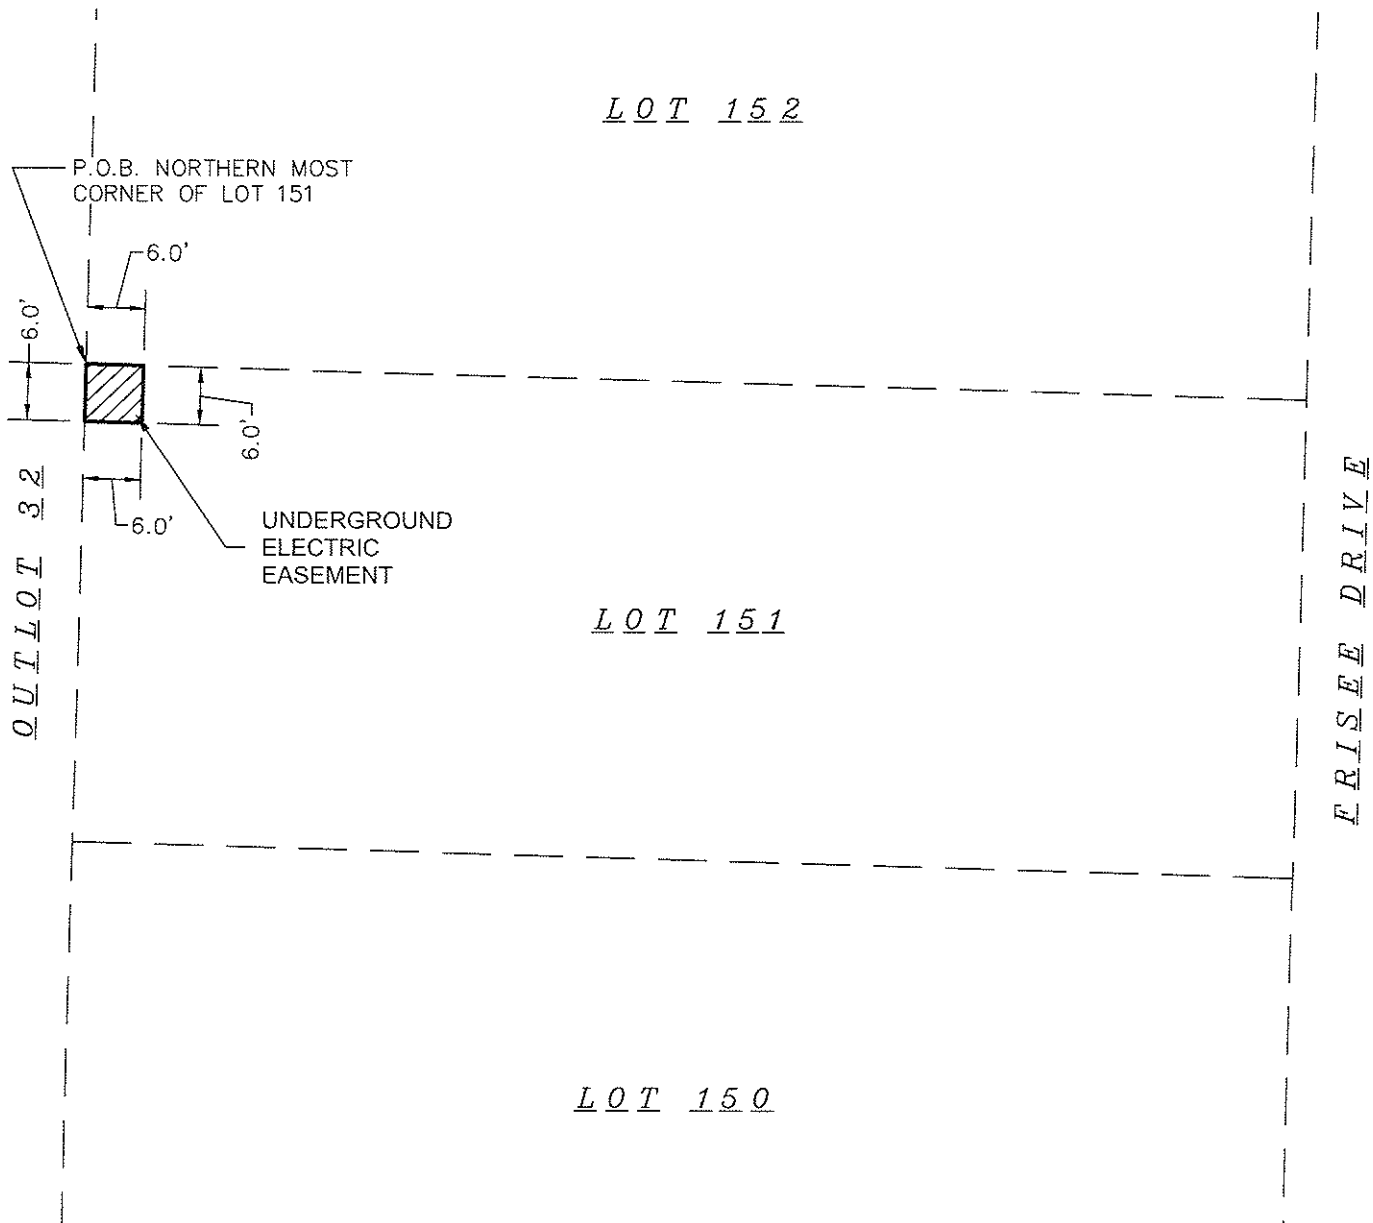 LOT 152
P.O.B. NORTHERN MOST
CORNER OF LOT 151
6.0'
6.0'
6.0'
6.0'
UNDERGROUND
ELECTRIC
EASEMENT
OUTLOT 32
LOT 151
FRISEE DRIVE
LOT 150